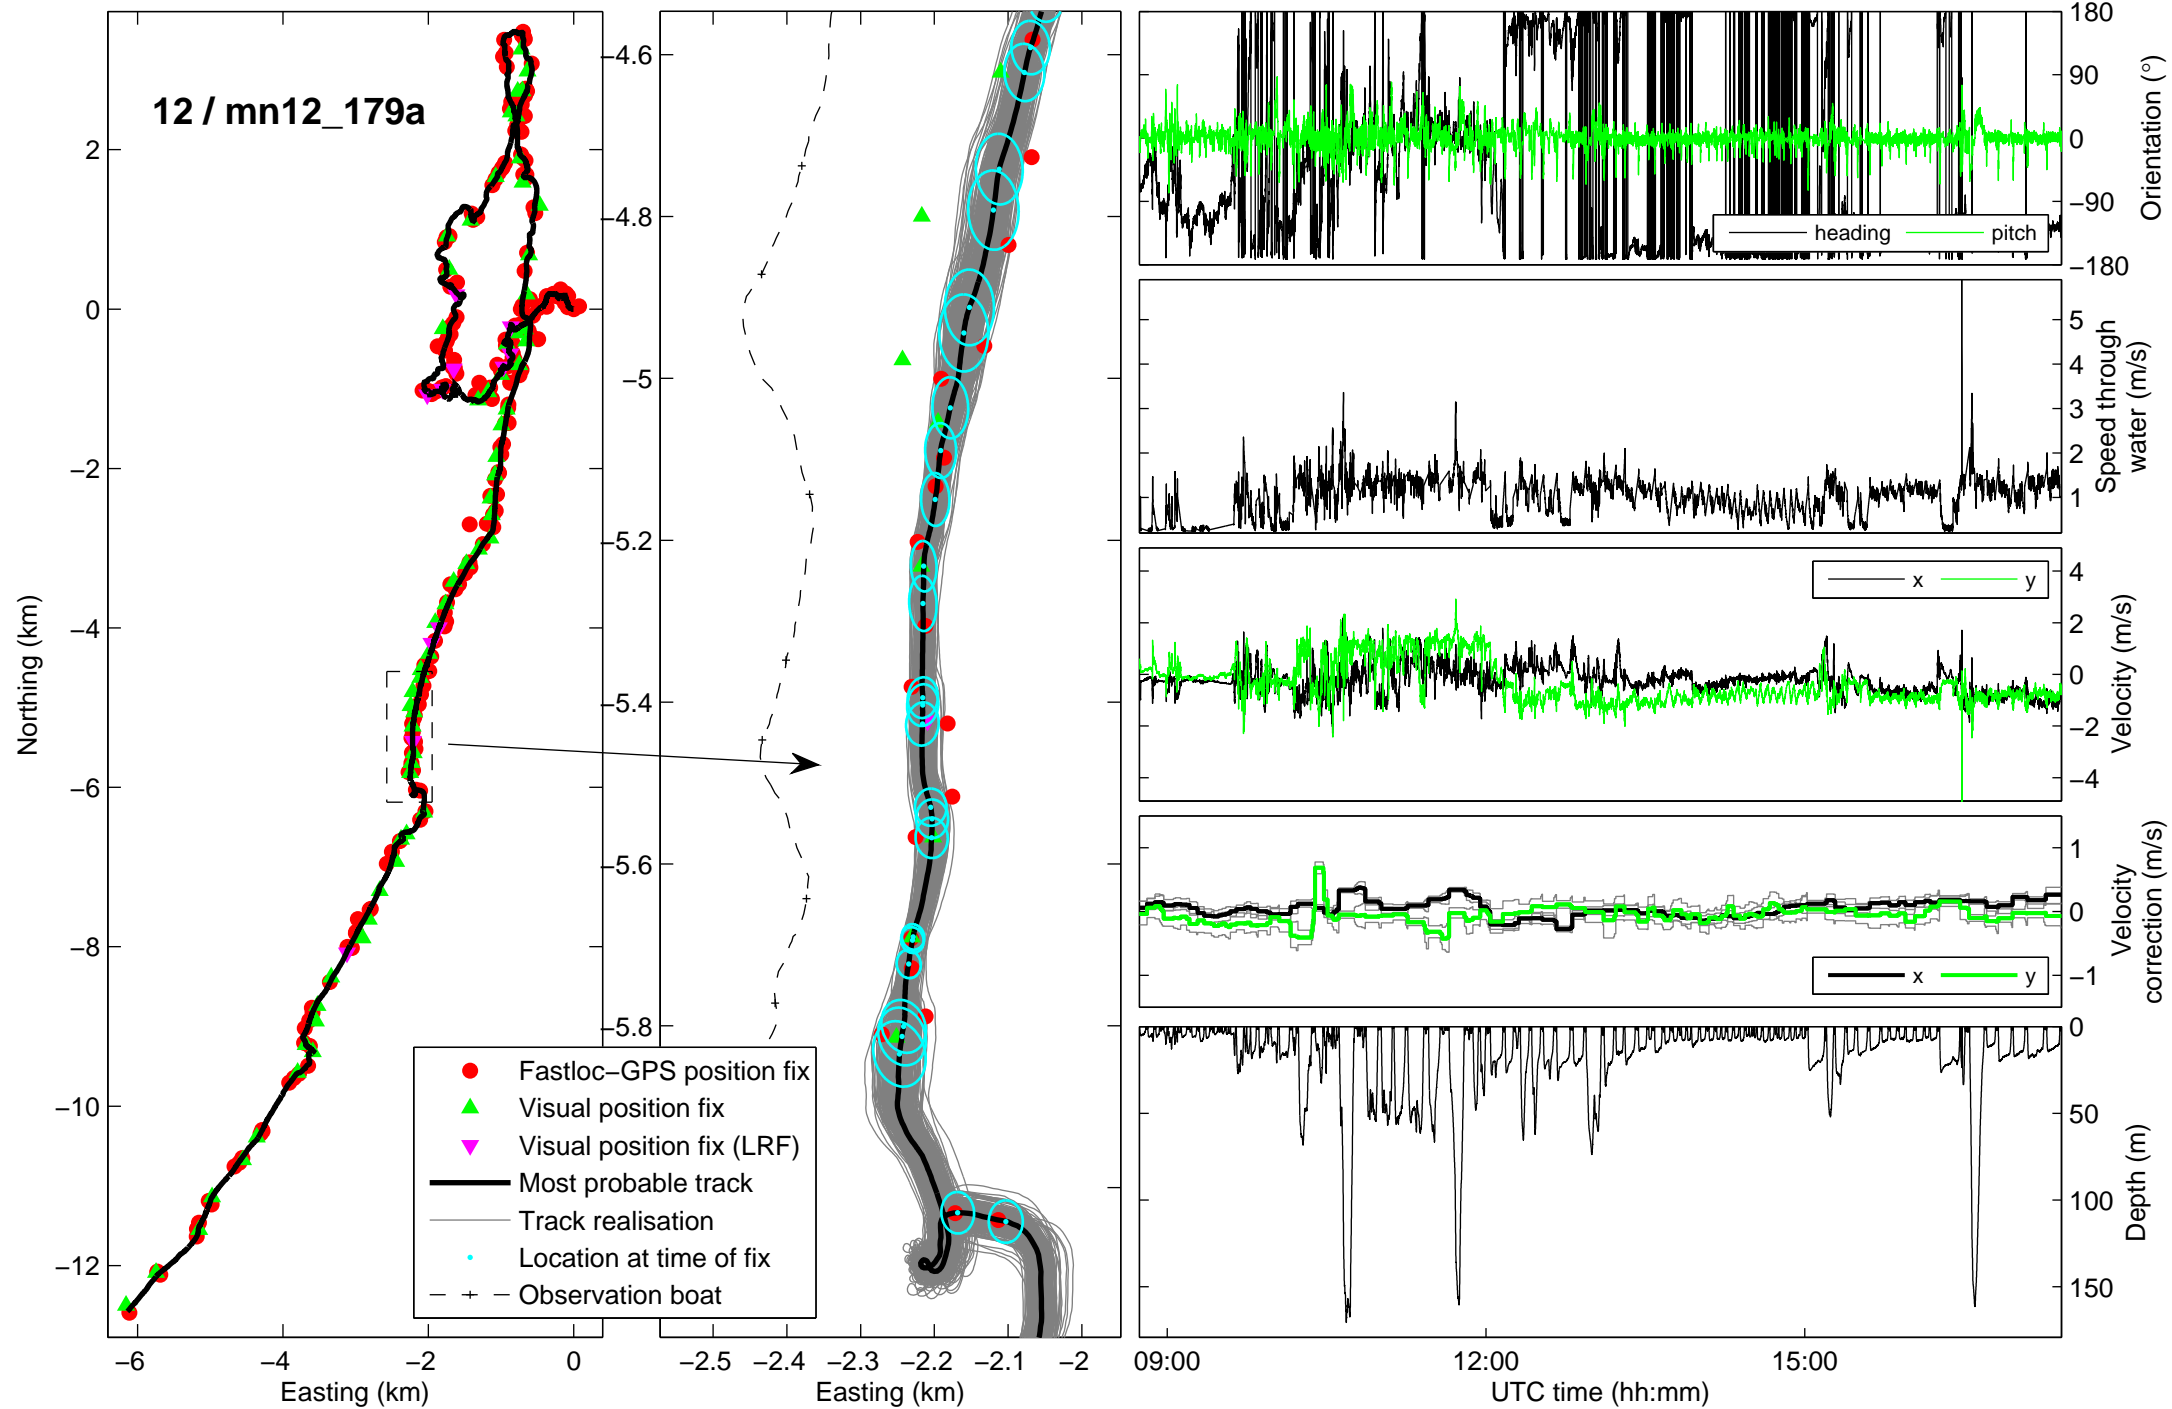 12 / mn12_179a
2
0
−2
−4
−6
−8
−10
−12
Northing (km)
−6
−4
−2
0
Easting (km)
−4.6
−4.8
−5
−5.2
−5.4
−5.6
−5.8
−2.5
−2.4
−2.3
−2.2
−2.1
−2
Easting (km)
Fastloc−GPS position fix
Visual position fix
Visual position fix (LRF)
Most probable track
Track realisation
Location at time of fix
Observation boat
180
90
0
−90
−180
Orientation (°)
heading
pitch
5
4
3
2
1
Speed through
water (m/s)
4
2
0
−2
−4
Velocity (m/s)
x
y
1
0
−1
Velocity
correction (m/s)
x
y
0
50
100
150
Depth (m)
09:00
12:00
15:00
UTC time (hh:mm)